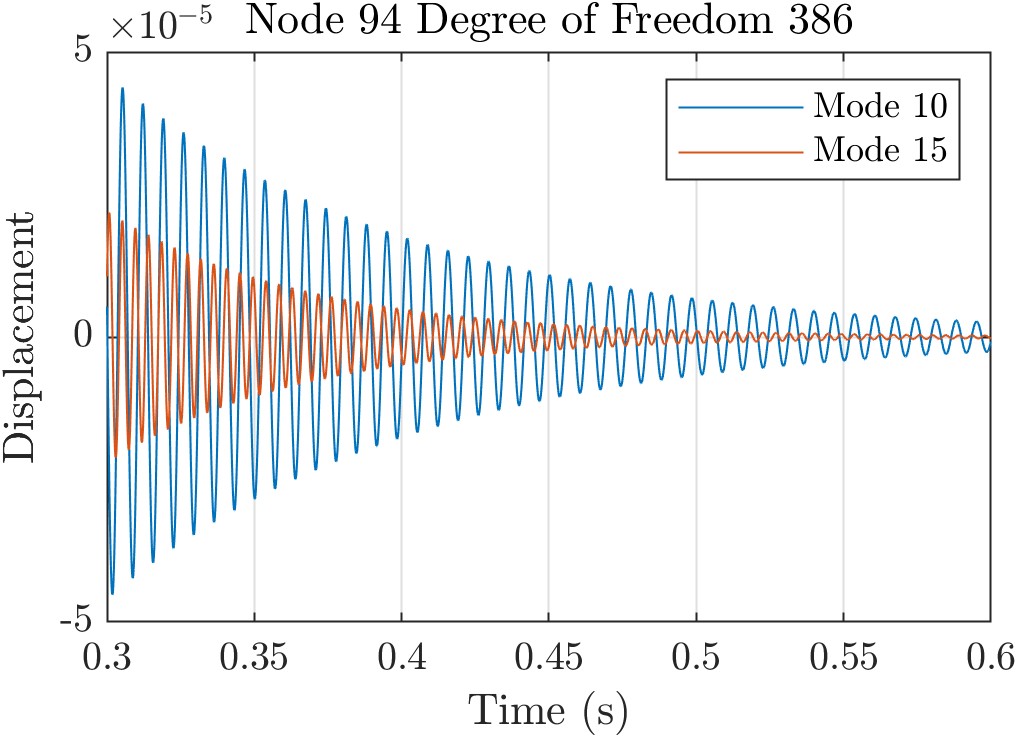 ×10⁻⁵ Node 94 Degree of Freedom 386
5
Mode 10
Mode 15
0
-5
Displacement
0.3 0.35 0.4 0.45 0.5 0.55 0.6
Time (s)